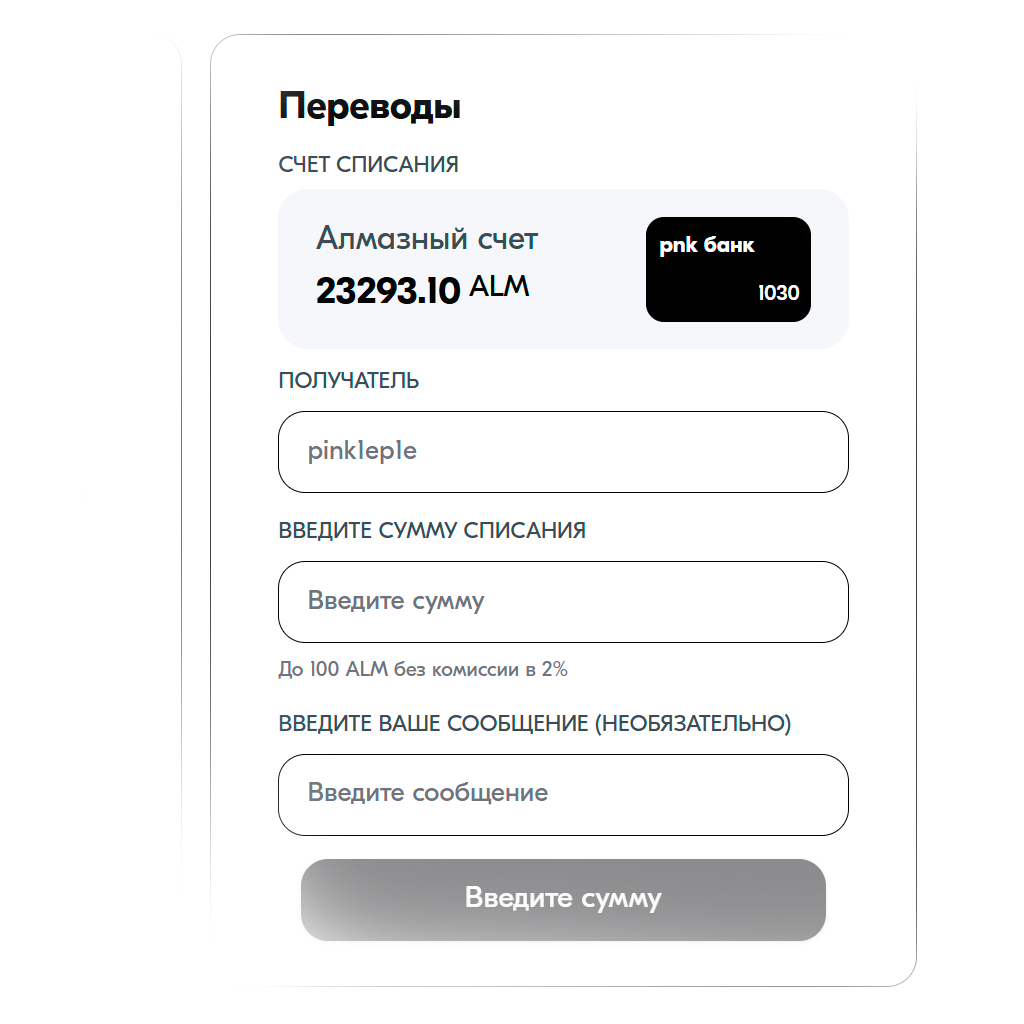 Переводы
СЧЕТ СПИСАНИЯ
Алмазный счет
23293.10 ALM
pnk банк
1030
ПОЛУЧАТЕЛЬ
pinkleple
ВВЕДИТЕ СУММУ СПИСАНИЯ
Введите сумму
До 100 ALM без комиссии в 2%
ВВЕДИТЕ ВАШЕ СООБЩЕНИЕ (НЕОБЯЗАТЕЛЬНО)
Введите сообщение
Введите сумму